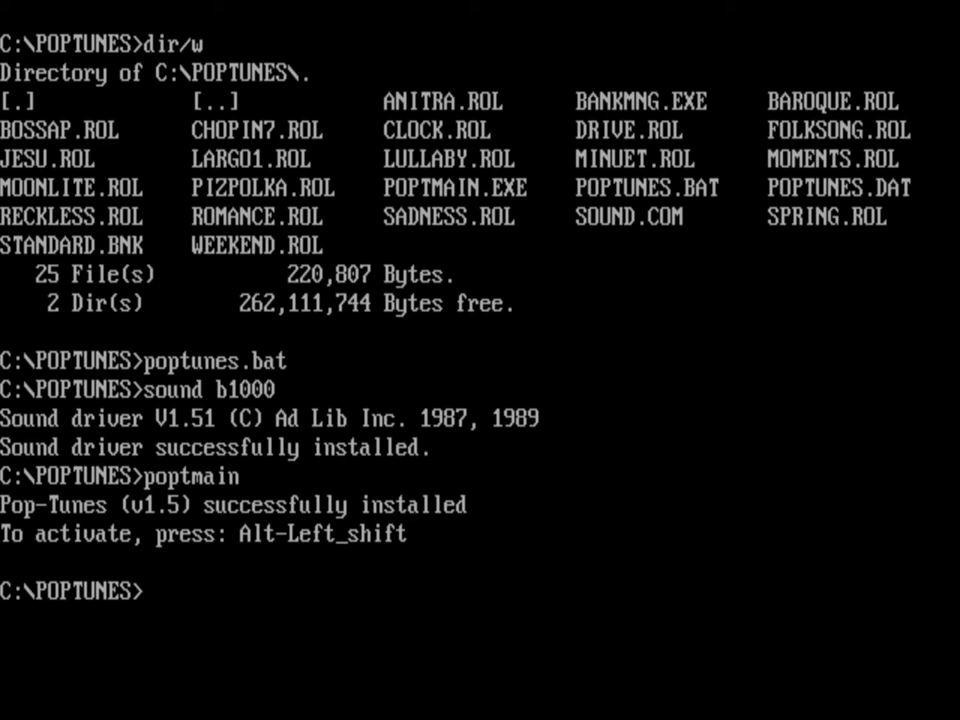 C:\POPTUNES>dir/w
Directory of C:\POPTUNES\.
[.] [..] ANITRA.ROL BANKMNG.EXE BAROQUE.ROL
BOSSAP.ROL CHOPIN7.ROL CLOCK.ROL DRIVE.ROL FOLKSONG.ROL
JESU.ROL LARGO1.ROL LULLABY.ROL MINUET.ROL MOMENTS.ROL
MOONLITE.ROL PIZPOLKA.ROL POPTMAIN.EXE POPTUNES.BAT POPTUNES.DAT
RECKLESS.ROL ROMANCE.ROL SADNESS.ROL SOUND.COM SPRING.ROL
STANDARD.BNK WEEKEND.ROL
25 File(s) 220,807 Bytes.
2 Dir(s) 262,111,744 Bytes free.
C:\POPTUNES>poptunes.bat
C:\POPTUNES>sound b1000
Sound driver V1.51 (C) Ad Lib Inc. 1987, 1989
Sound driver successfully installed.
C:\POPTUNES>poptmain
Pop-Tunes (v1.5) successfully installed
To activate, press: Alt-Left_shift
C:\POPTUNES>